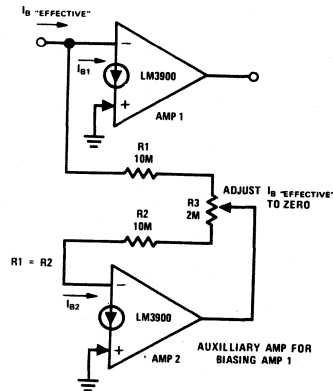 I_B "EFFECTIVE"
−
I_B1
LM3900
+
AMP 1
R1
10M
ADJUST I_B "EFFECTIVE"
TO ZERO
R3
2M
R2
10M
R1 = R2
−
I_B2
LM3900
+
AMP 2
AUXILLIARY AMP FOR
BIASING AMP 1